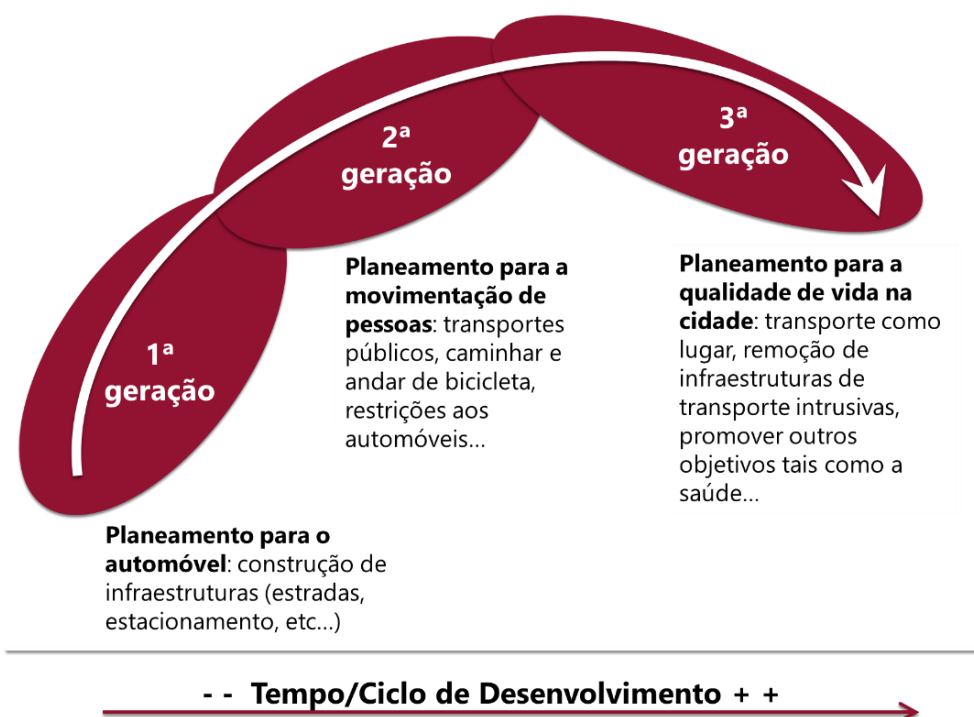 1ª
geração
Planeamento para o
automóvel: construção de
infraestruturas (estradas,
estacionamento, etc...)
2ª
geração
Planeamento para a
movimentação de
pessoas: transportes
públicos, caminhar e
andar de bicicleta,
restrições aos
automóveis...
3ª
geração
Planeamento para a
qualidade de vida na
cidade: transporte como
lugar, remoção de
infraestruturas de
transporte intrusivas,
promover outros
objetivos tais como a
saúde...
- - Tempo/Ciclo de Desenvolvimento + +